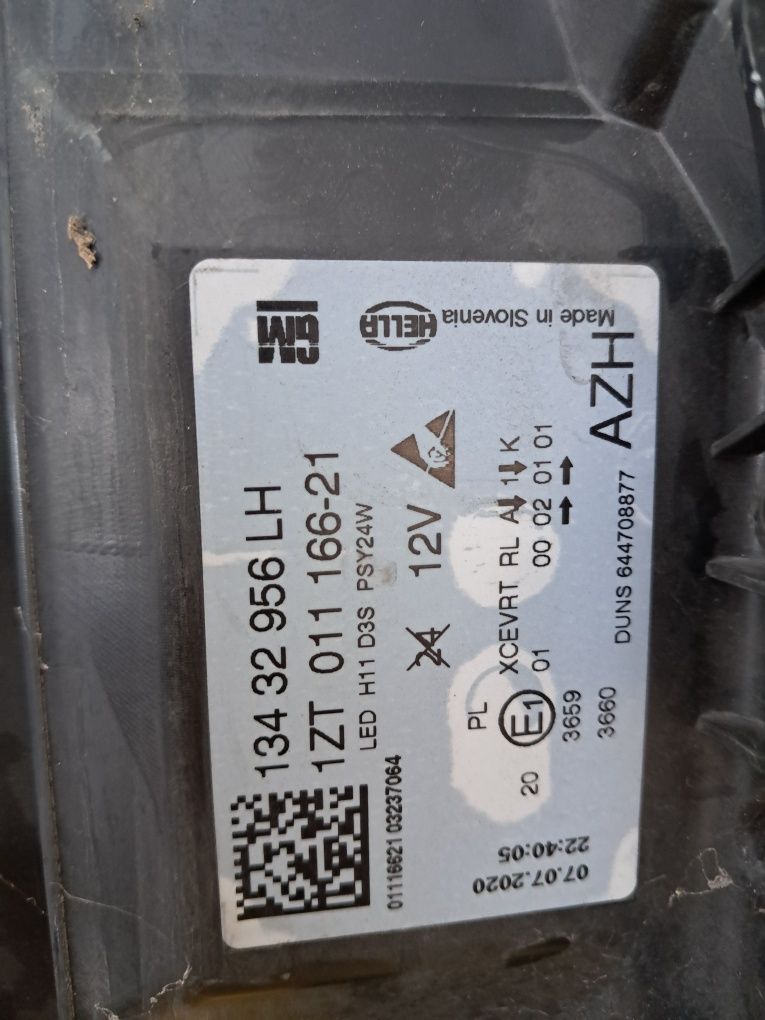 134 32 956 LH
GM
1ZT 011 166-21
LED H11 D3S PSY24W
HELLA
01116621 03237064
24 12V
Made in Slovenia
PL
XCEVRT RL A 1 K
20 E1 01 00 02 01 01
3659
3660
DUNS 644708877
AZH
07.07.2020
22:40:05